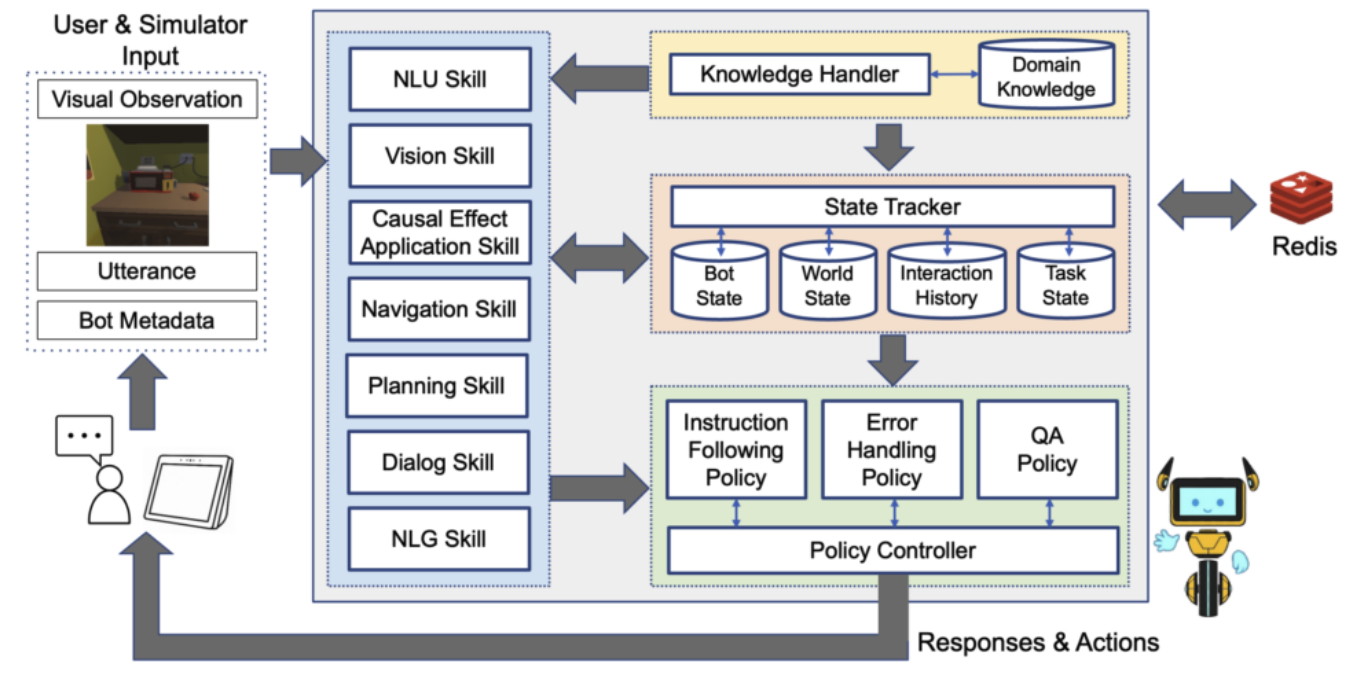 User & Simulator
Input
Visual Observation
Utterance
Bot Metadata
NLU Skill
Vision Skill
Causal Effect
Application Skill
Navigation Skill
Planning Skill
Dialog Skill
NLG Skill
Knowledge Handler
Domain
Knowledge
State Tracker
Bot
State
World
State
Interaction
History
Task
State
Instruction
Following
Policy
Error
Handling
Policy
QA
Policy
Policy Controller
Redis
Responses & Actions